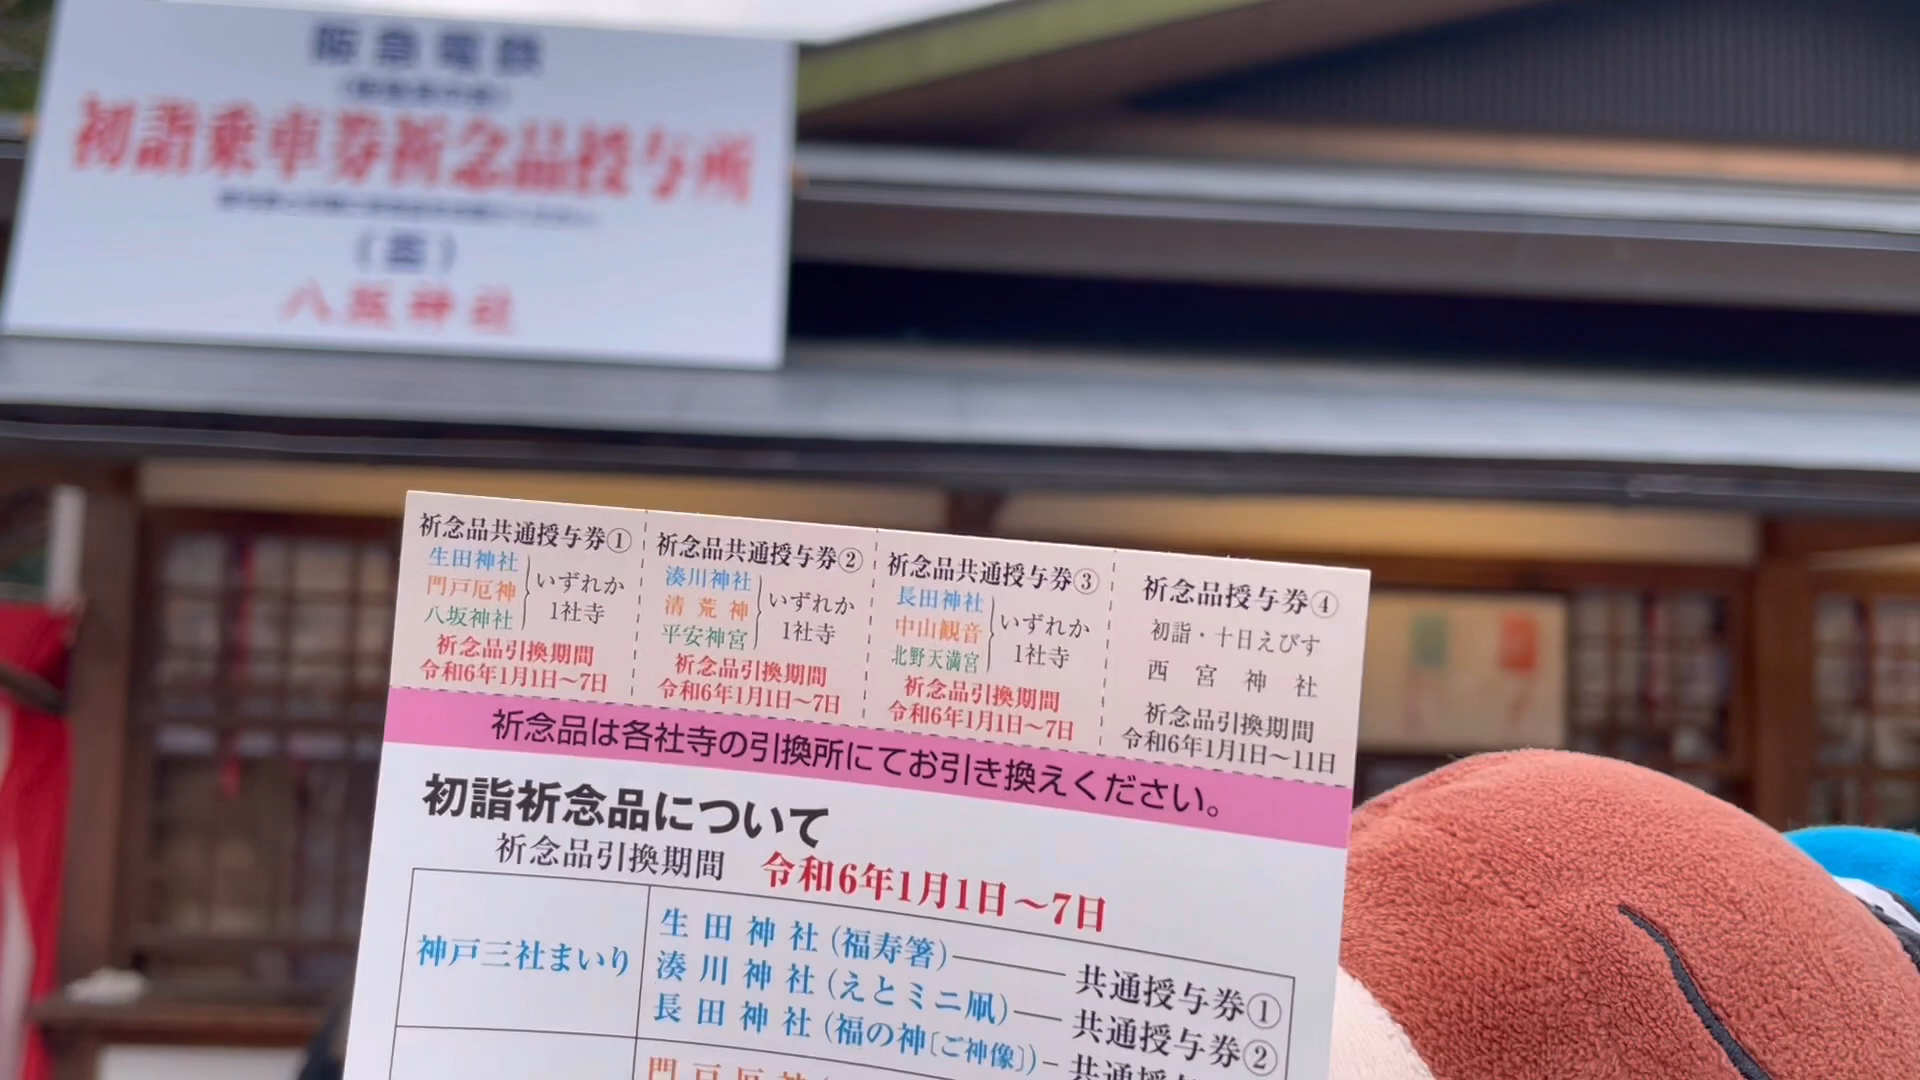 阪急電鉄
初詣乗車券祈念品授与所
八坂神社
祈念品共通授与券①
生田神社
門戸厄神
八坂神社
いずれか
1社寺
祈念品引換期間
令和6年1月1日～7日
祈念品共通授与券②
湊川神社
清荒神
平安神宮
いずれか
1社寺
祈念品引換期間
令和6年1月1日～7日
祈念品共通授与券③
長田神社
中山観音
北野天満宮
いずれか
1社寺
祈念品引換期間
令和6年1月1日～7日
祈念品授与券④
初詣・十日えびす
西宮神社
祈念品引換期間
令和6年1月1日～11日
祈念品は各社寺の引換所にてお引き換えください。
初詣祈念品について
祈念品引換期間 令和6年1月1日～7日
神戸三社まいり
生田神社(福寿箸)――共通授与券①
湊川神社(えとミニ凧)――共通授与券②
長田神社(福の神〔ご神像〕)－共通授
門戸厄神